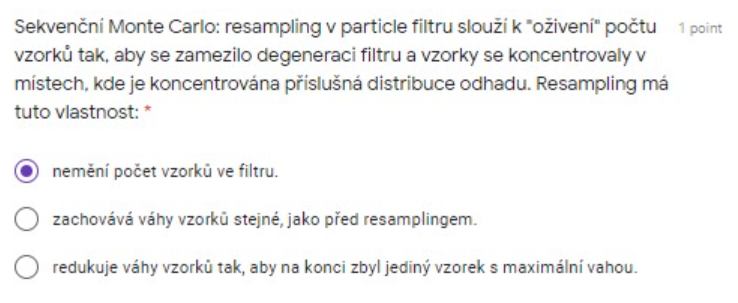 Sekvenční Monte Carlo: resampling v particle filtru slouží k "oživení" počtu 1 point
vzorků tak, aby se zamezilo degeneraci filtru a vzorky se koncentrovaly v
místech, kde je koncentrována příslušná distribuce odhadu. Resampling má
tuto vlastnost: *
nemění počet vzorků ve filtru.
zachovává váhy vzorků stejné, jako před resamplingem.
redukuje váhy vzorků tak, aby na konci zbyl jediný vzorek s maximální vahou.